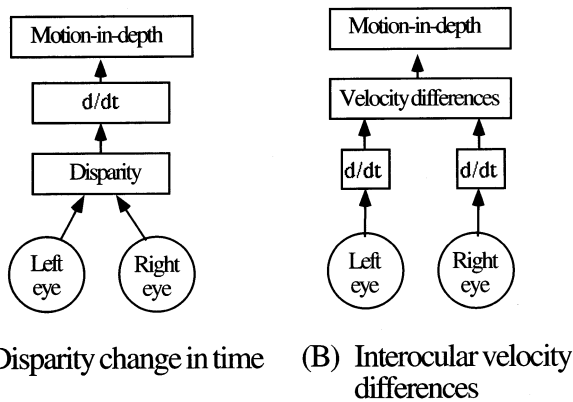 Motion-in-depth
d/dt
Disparity
Left
eye
Right
eye
Disparity change in time
Motion-in-depth
Velocity differences
d/dt
d/dt
Left
eye
Right
eye
(B) Interocular velocity
differences